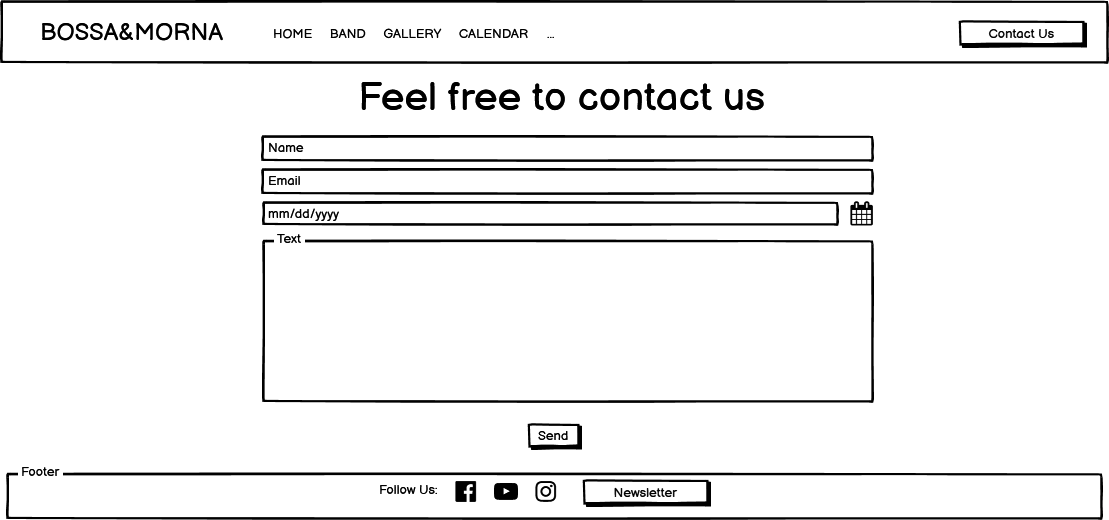 BOSSA&MORNA HOME BAND GALLERY CALENDAR ... Contact Us
Feel free to contact us
Name
Email
mm/dd/yyyy
Text
Send
Footer
Follow Us: Newsletter